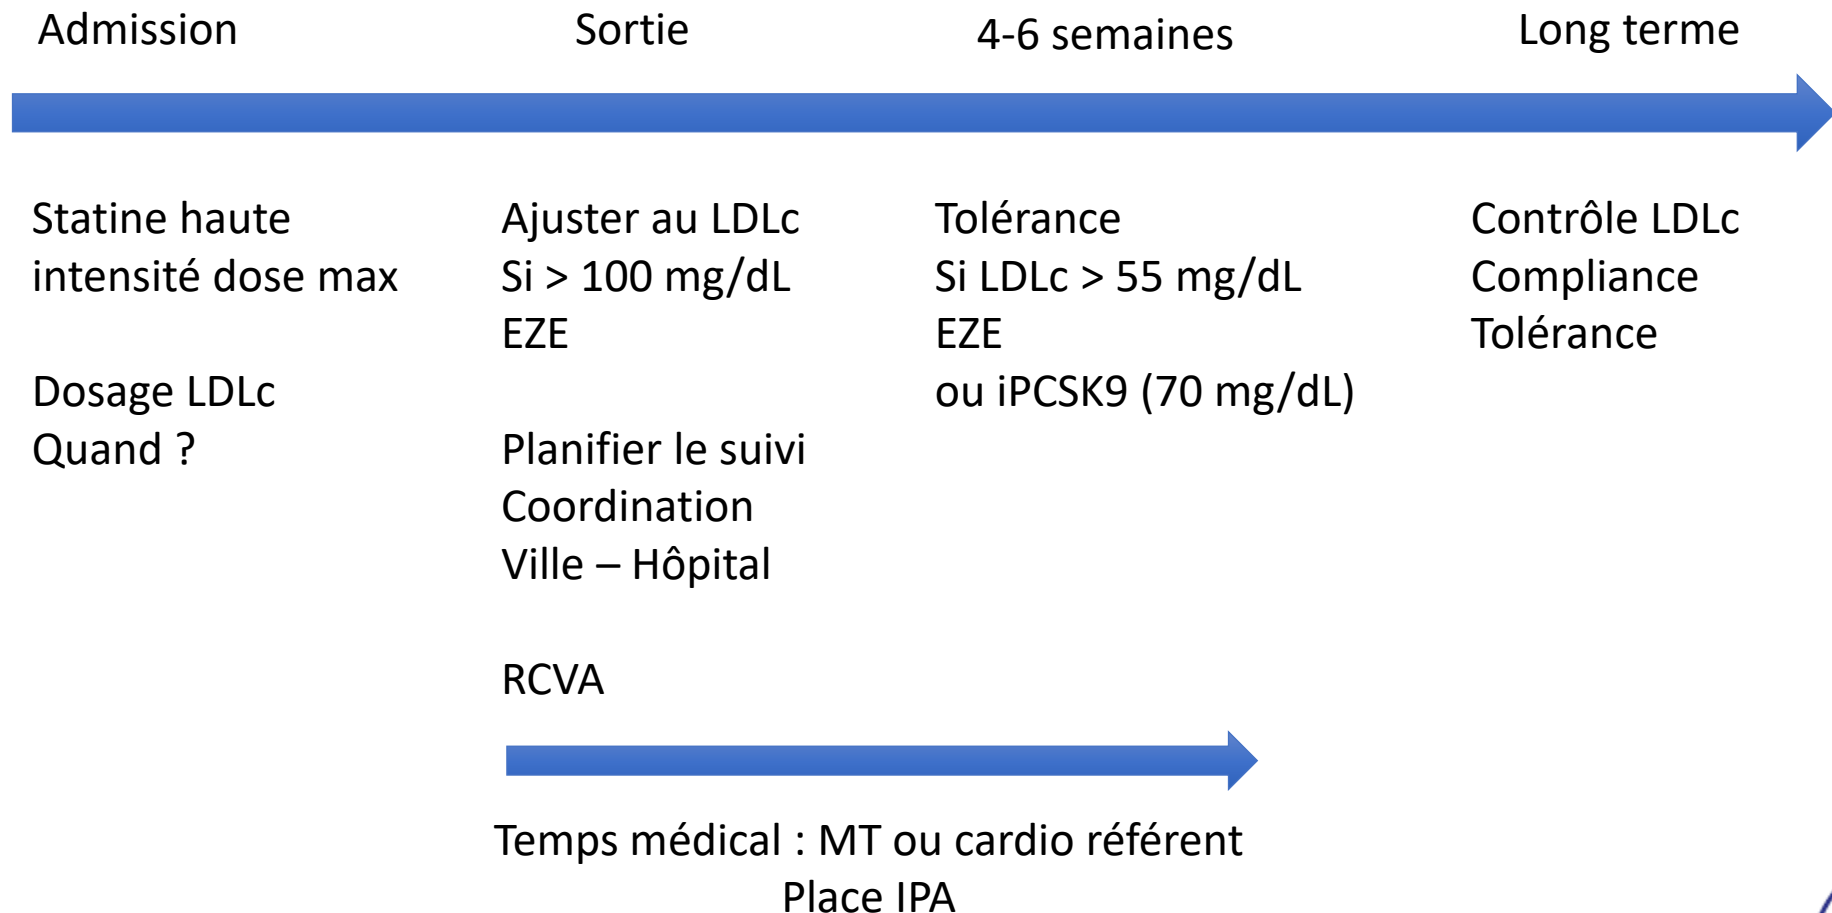 Admission
Sortie
4-6 semaines
Long terme
Statine haute
intensité dose max
Dosage LDLc
Quand ?
Ajuster au LDLc
Si > 100 mg/dL
EZE
Planifier le suivi
Coordination
Ville – Hôpital
RCVA
Tolérance
Si LDLc > 55 mg/dL
EZE
ou iPCSK9 (70 mg/dL)
Contrôle LDLc
Compliance
Tolérance
Temps médical : MT ou cardio référent
Place IPA